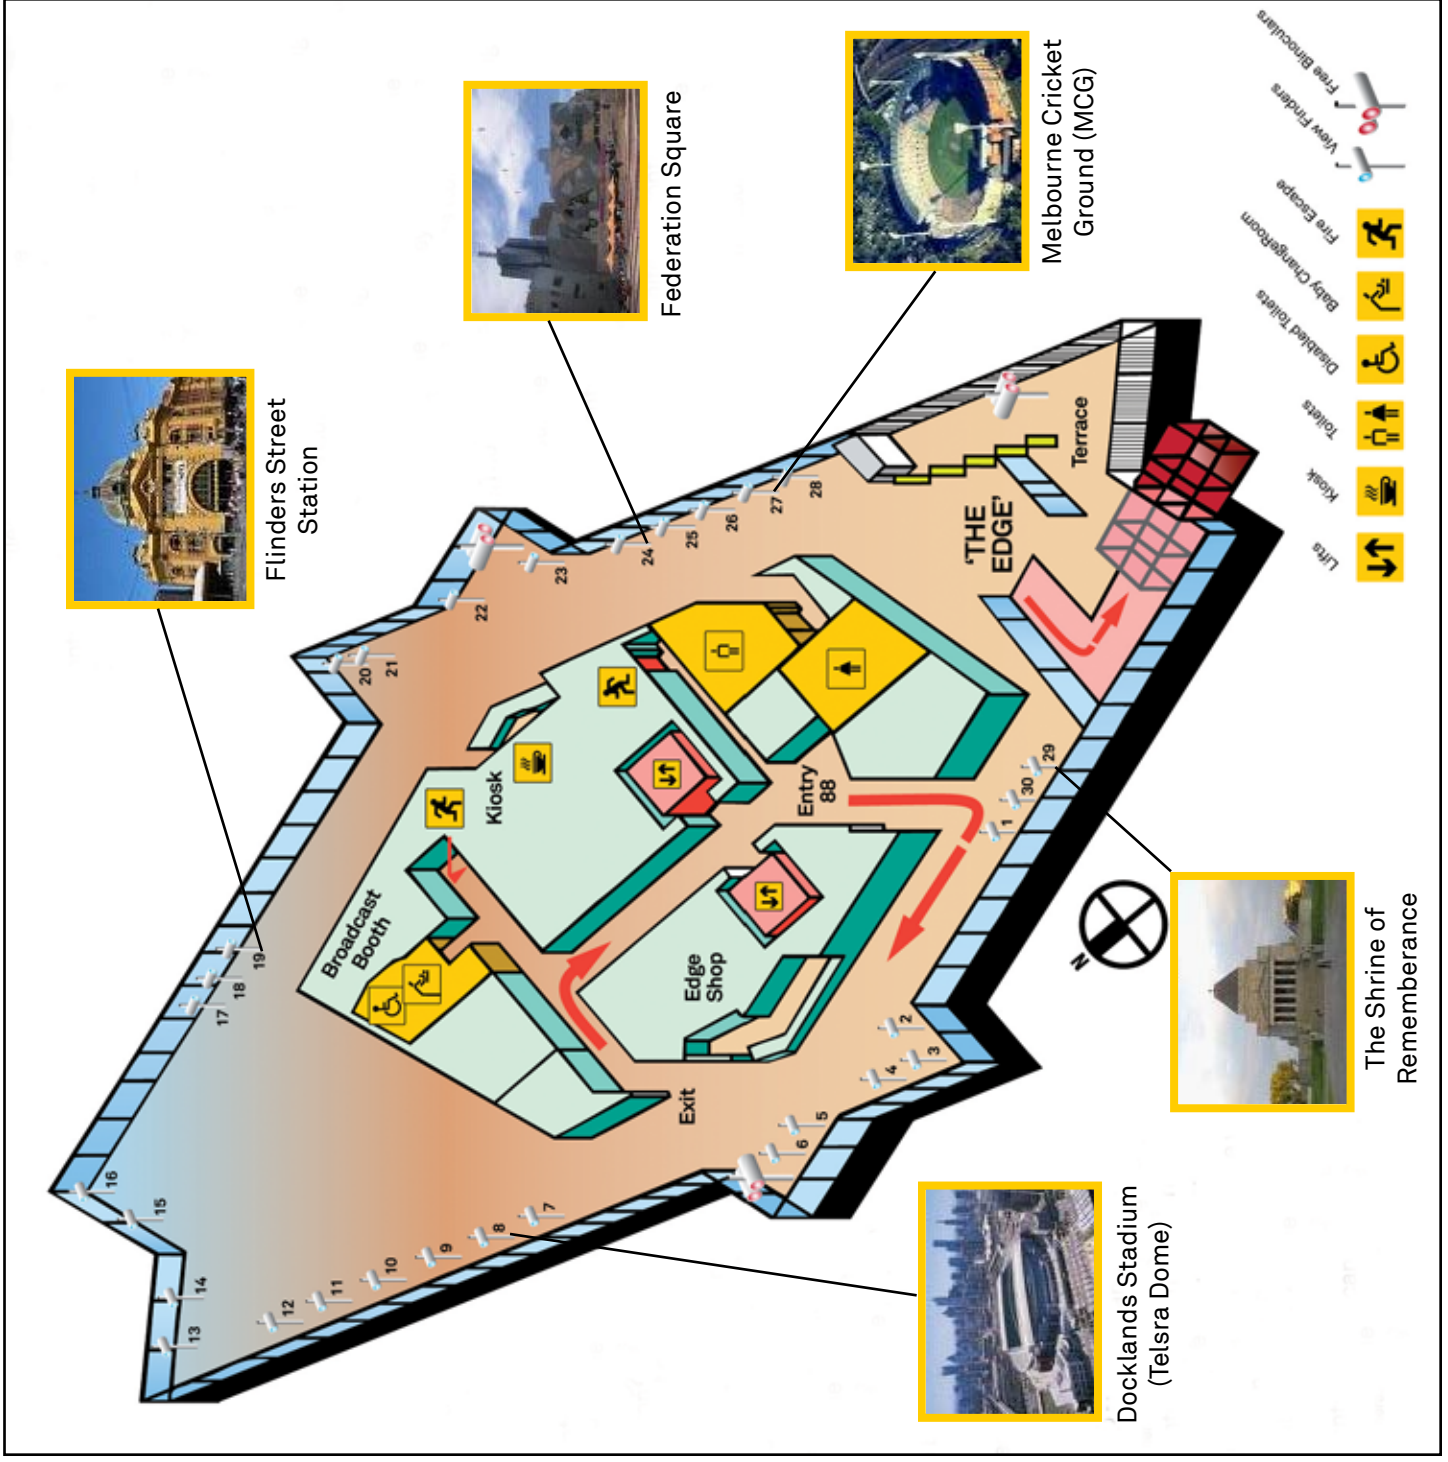 Flinders Street
Station
Federation Square
Melbourne Cricket
Ground (MCG)
The Shrine of
Rememberance
Docklands Stadium
(Telsra Dome)
Free Binoculars
View Finders
Fire Escape
Baby ChangeRoom
Disabled Toilets
Toilets
Kiosk
Lifts
Terrace
'THE
EDGE'
Entry
88
Kiosk
Broadcast
Booth
Edge
Shop
Exit
N
1
2
3
4
5
6
7
8
9
10
11
12
13
14
15
16
17
18
19
20
21
22
23
24
25
26
27
28
29
30